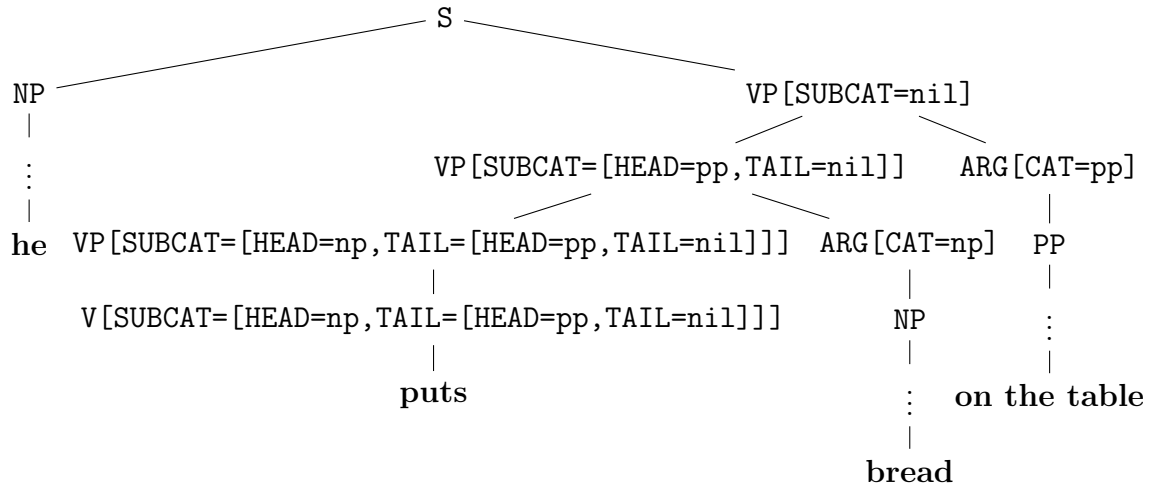 S
NP VP[SUBCAT=nil]
VP[SUBCAT=[HEAD=pp,TAIL=nil]] ARG[CAT=pp]
he VP[SUBCAT=[HEAD=np,TAIL=[HEAD=pp,TAIL=nil]]] ARG[CAT=np] PP
V[SUBCAT=[HEAD=np,TAIL=[HEAD=pp,TAIL=nil]]] NP
puts on the table
bread